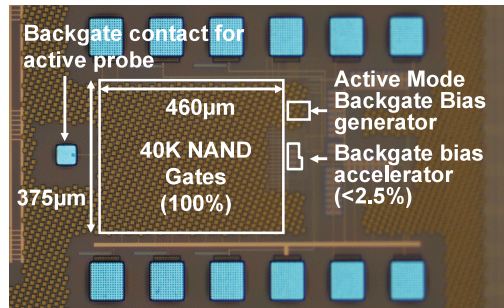 Backgate contact for
active probe
460µm
375µm
40K NAND
Gates
(100%)
Active Mode
Backgate Bias
generator
Backgate bias
accelerator
(<2.5%)